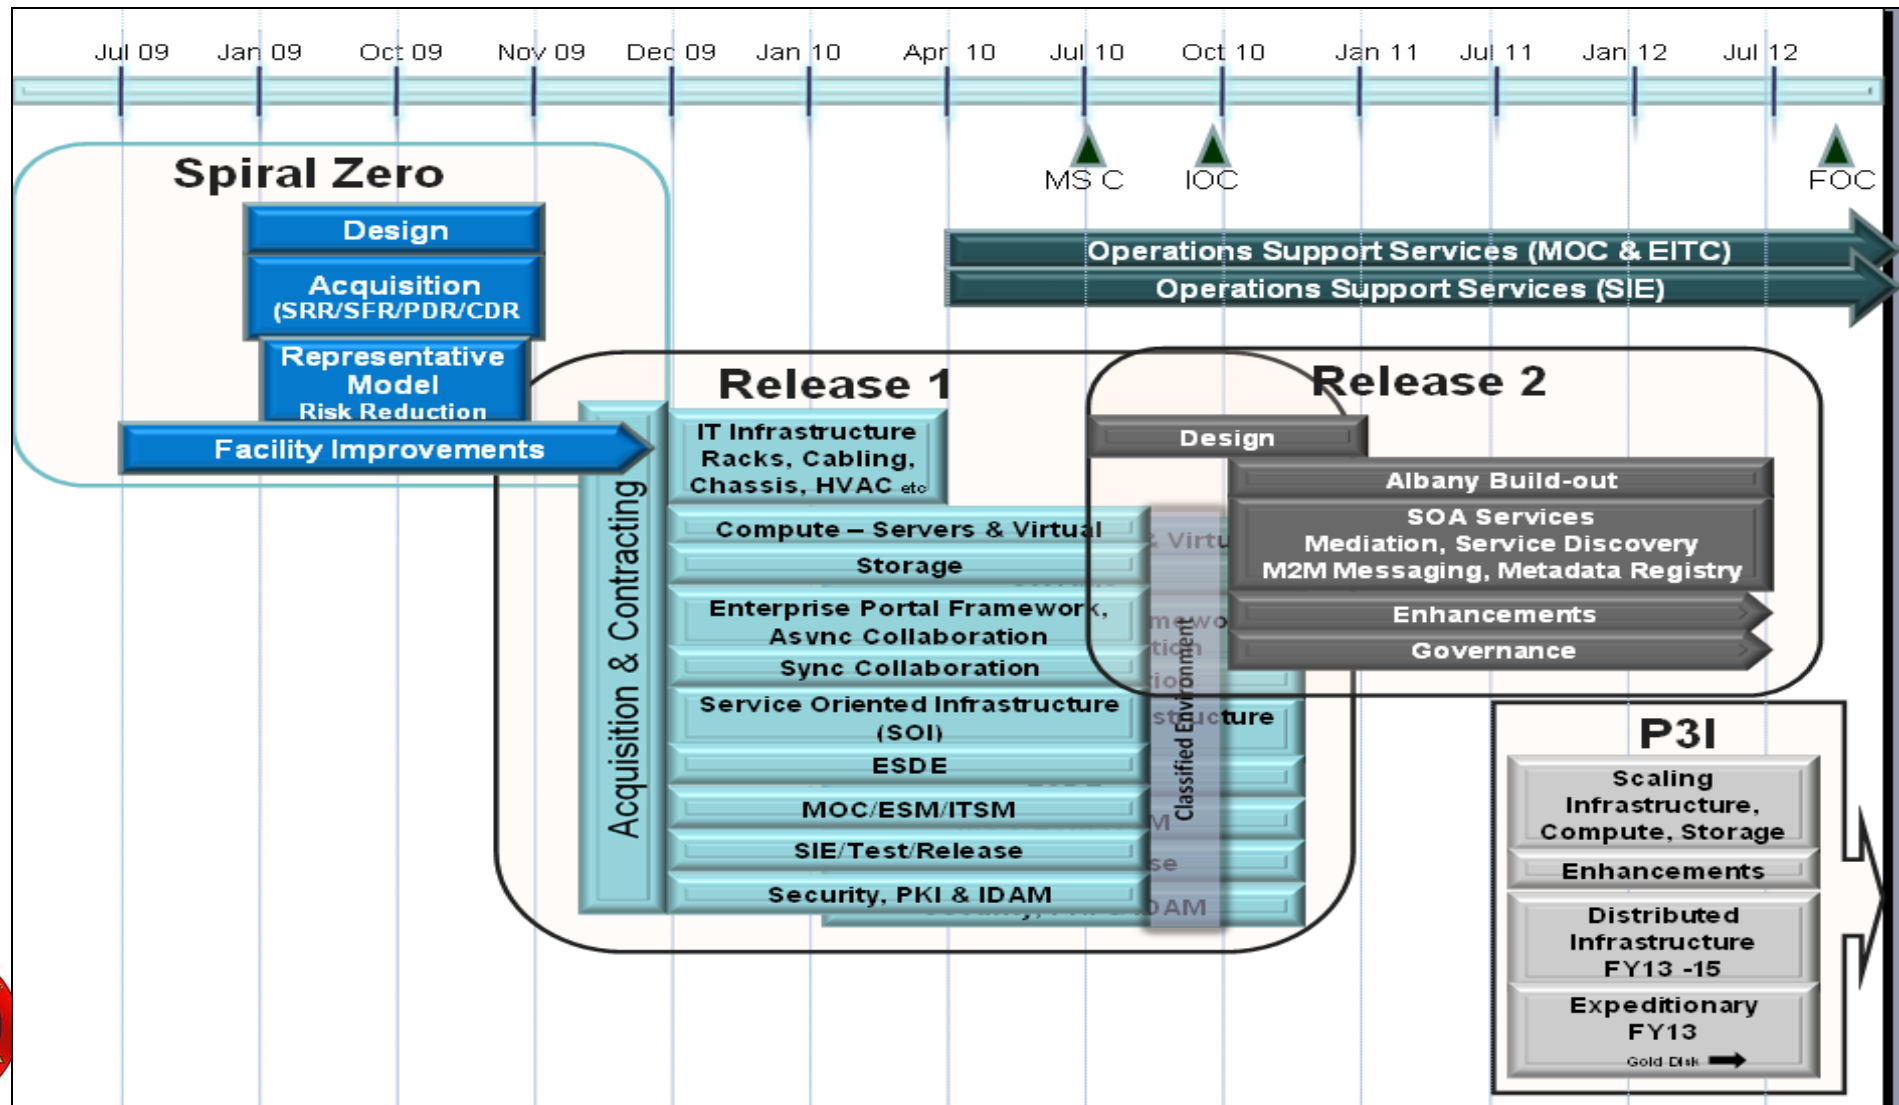 Jul 09
Jan 09
Oct 09
Nov 09
Dec 09
Jan 10
Apr 10
Jul 10
Oct 10
Jan 11
Jul 11
Jan 12
Jul 12
MS C
IOC
FOC
Spiral Zero
Design
Acquisition
(SRR/SFR/PDR/CDR
Representative
Model
Risk Reduction
Facility Improvements
Operations Support Services (MOC & EITC)
Operations Support Services (SIE)
Release 1
Acquisition & Contracting
IT Infrastructure
Racks, Cabling,
Chassis, HVAC etc
Compute – Servers & Virtual
Storage
Enterprise Portal Framework,
Async Collaboration
Sync Collaboration
Service Oriented Infrastructure
(SOI)
ESDE
MOC/ESM/ITSM
SIE/Test/Release
Security, PKI & IDAM
Classified Environment
Release 2
Design
Albany Build-out
SOA Services
Mediation, Service Discovery
M2M Messaging, Metadata Registry
Enhancements
Governance
P3I
Scaling
Infrastructure,
Compute, Storage
Enhancements
Distributed
Infrastructure
FY13 -15
Expeditionary
FY13
Gold Disk